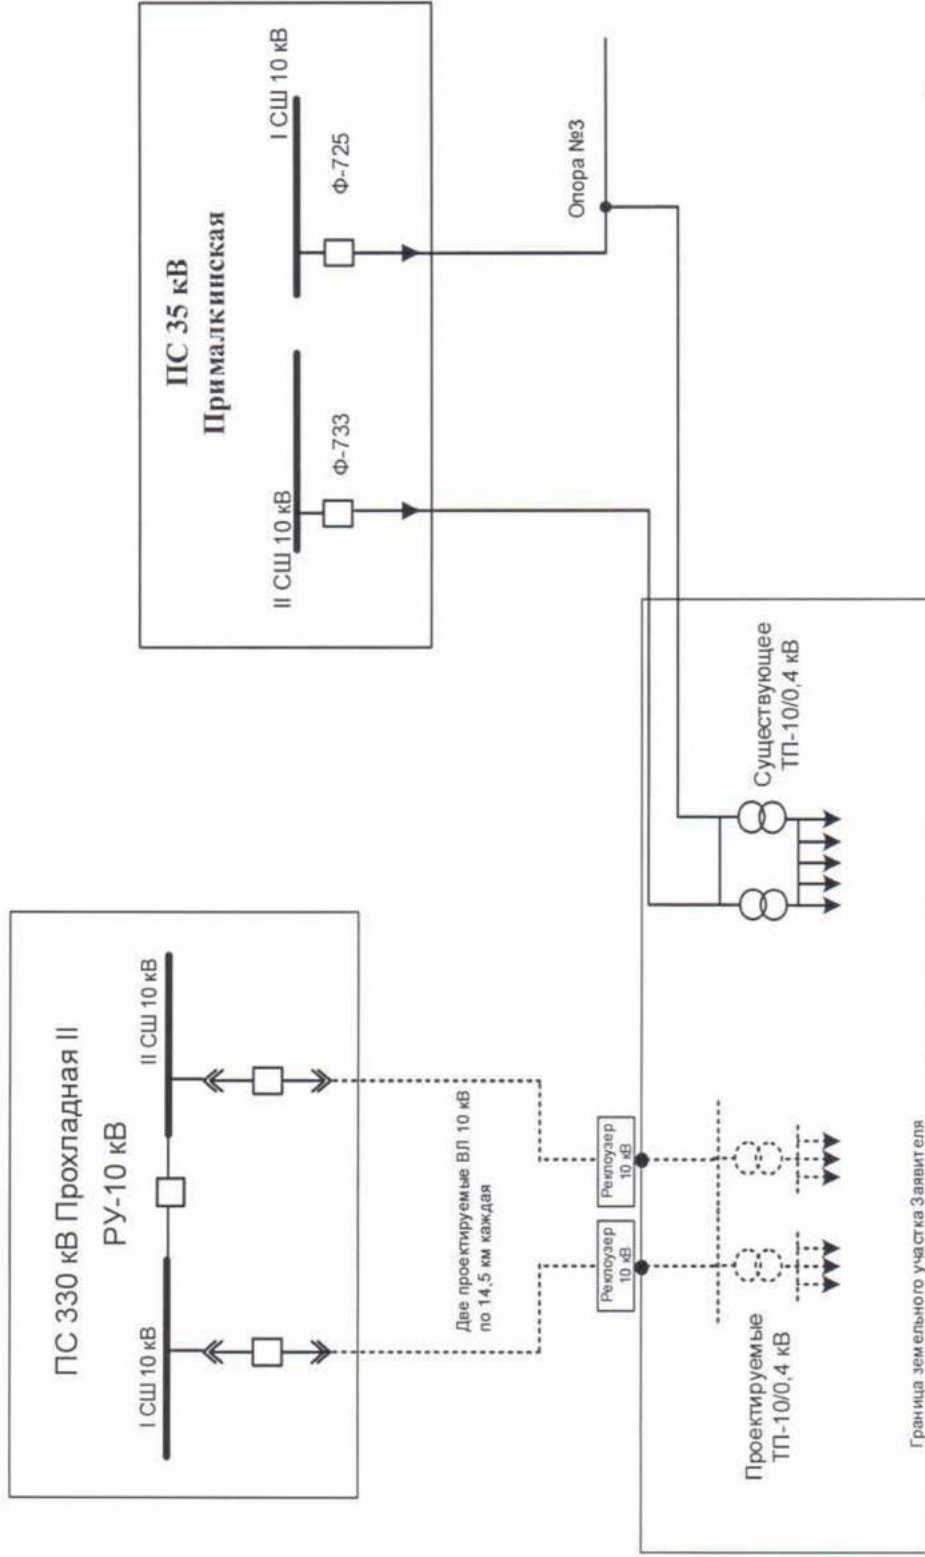 ПС 330 кВ Прохладная II
РУ-10 кВ
I СШ 10 кВ
II СШ 10 кВ
Две проектируемые ВЛ 10 кВ
по 14,5 км каждая
Реклоузер
10 кВ
Реклоузер
10 кВ
Проектируемые
ТП-10/0,4 кВ
Граница земельного участка Заявителя
ПС 35 кВ
Прималкинская
II СШ 10 кВ
I СШ 10 кВ
Ф-733
Ф-725
Опора №3
Существующее
ТП-10/0,4 кВ